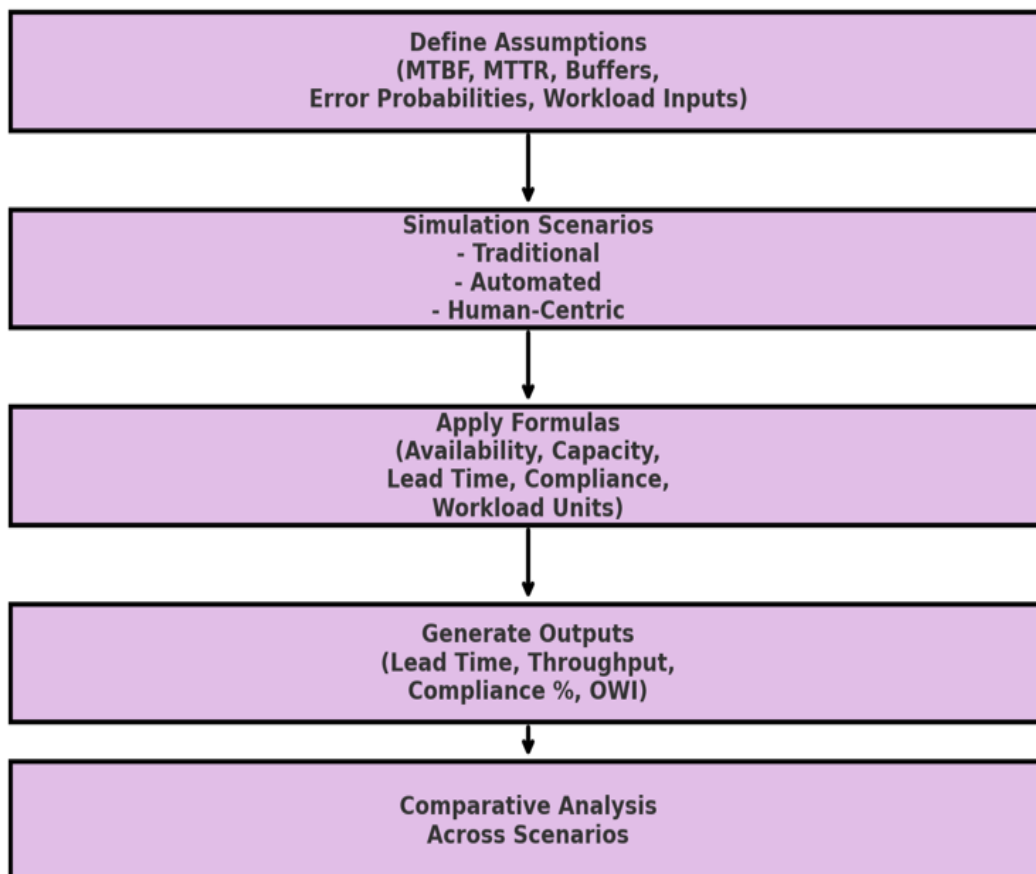 Define Assumptions
(MTBF, MTTR, Buffers,
Error Probabilities, Workload Inputs)
Simulation Scenarios
- Traditional
- Automated
- Human-Centric
Apply Formulas
(Availability, Capacity,
Lead Time, Compliance,
Workload Units)
Generate Outputs
(Lead Time, Throughput,
Compliance %, OWI)
Comparative Analysis
Across Scenarios